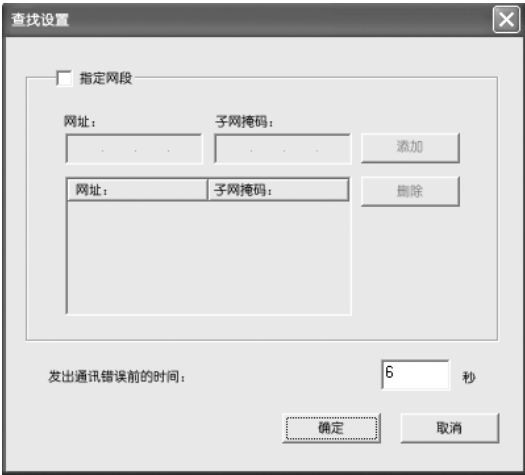 查找设置
指定网段
网址： 子网掩码：
添加
网址： 子网掩码：
删除
发出通讯错误前的时间： 6 秒
确定 取消